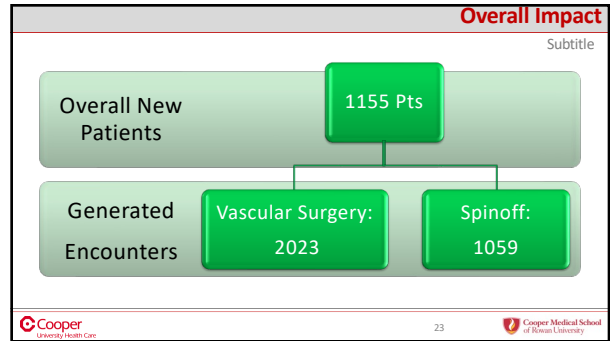 Overall Impact
Subtitle
Overall New
Patients
1155 Pts
Generated
Encounters
Vascular Surgery:
2023
Spinoff:
1059
Cooper
University Health Care
23
Cooper Medical School
of Rowan University